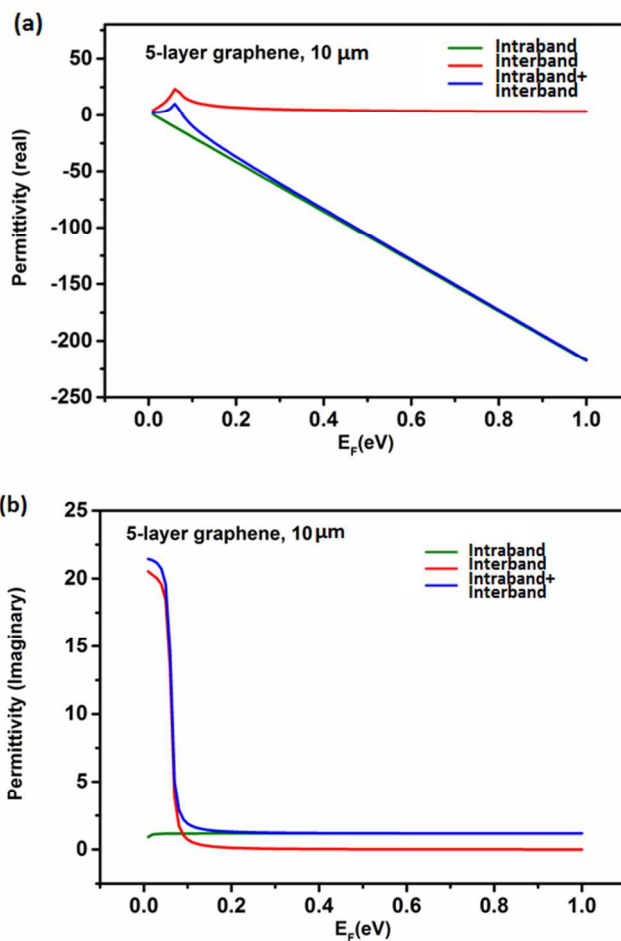 (a)
5-layer graphene, 10 μm
Intraband
Interband
Intraband+
Interband
Permittivity (real)
50
0
-50
-100
-150
-200
-250
0.0 0.2 0.4 0.6 0.8 1.0
E_F(eV)
(b)
5-layer graphene, 10 μm
Intraband
Interband
Intraband+
Interband
Permittivity (Imaginary)
25
20
15
10
5
0
0.0 0.2 0.4 0.6 0.8 1.0
E_F(eV)